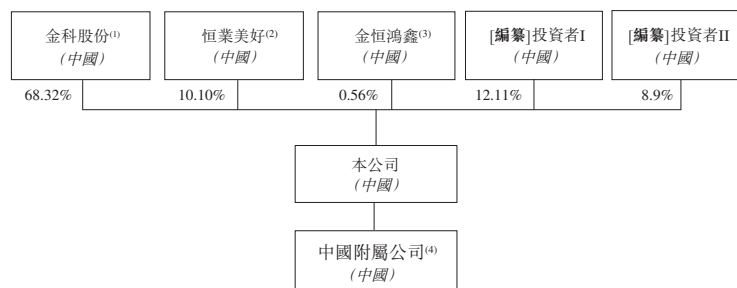 金科股份(1)
(中國)
恒業美好(2)
(中國)
金恒鴻鑫(3)
(中國)
[編纂]投資者I
(中國)
[編纂]投資者II
(中國)
68.32%
10.10%
0.56%
12.11%
8.9%
本公司
(中國)
中國附屬公司(4)
(中國)